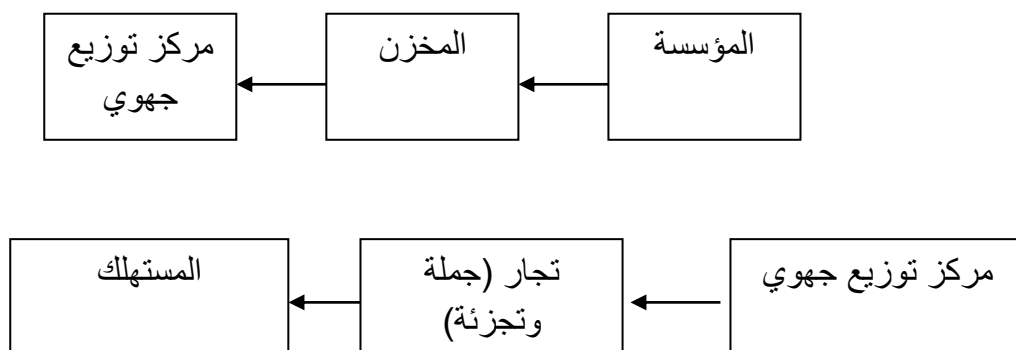 المؤسسة
المخزن
مركز توزيع
جهوي
مركز توزيع جهوي
تجار (جملة
وتجزئة)
المستهلك